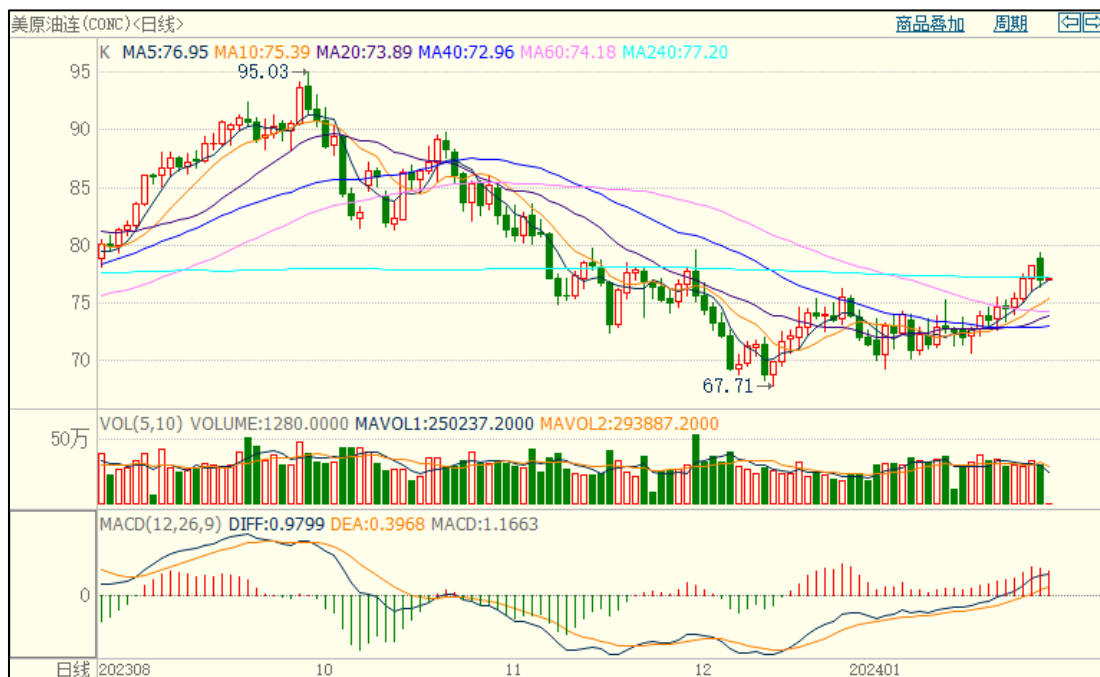 美原油连(CONC)<日线> 商品叠加 周期
K MA5:76.95 MA10:75.39 MA20:73.89 MA40:72.96 MA60:74.18 MA240:77.20
95.03
95
90
85
80
75
70
67.71
VOL(5,10) VOLUME:1280.0000 MAVOL1:250237.2000 MAVOL2:293887.2000
50万
MACD(12,26,9) DIFF:0.9799 DEA:0.3968 MACD:1.1663
0
日线 202308 10 11 12 202401